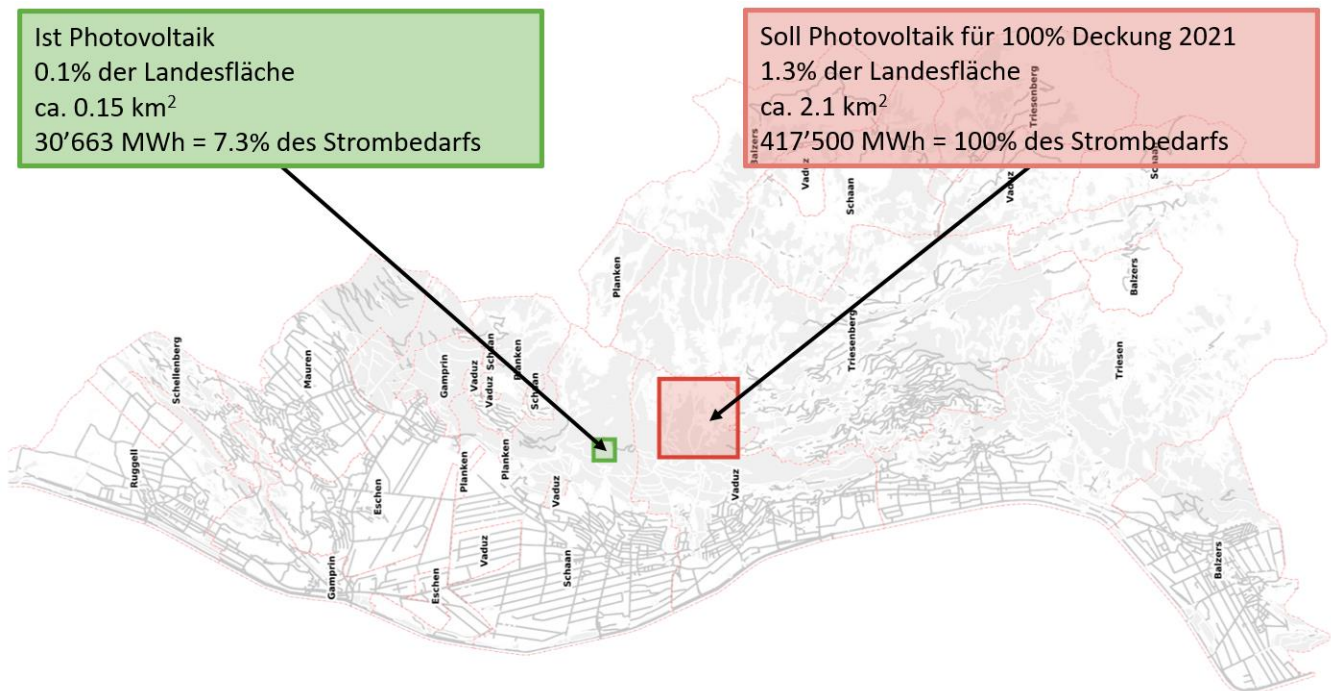 Ist Photovoltaik
0.1% der Landesfläche
ca. 0.15 km²
30’663 MWh = 7.3% des Strombedarfs
Soll Photovoltaik für 100% Deckung 2021
1.3% der Landesfläche
ca. 2.1 km²
417’500 MWh = 100% des Strombedarfs
Triesenberg
Balzers
Vaduz
Schaan
Vaduz
Schaan
Planken
Balzers
Triesenberg
Triesen
Schellenberg
Mauren
Gamprin
Vaduz
Vaduz
Schaan
Planken
Schaan
Ruggell
Eschen
Planken
Planken
Vaduz
Vaduz
Vaduz
Schaan
Gamprin
Eschen
Balzers